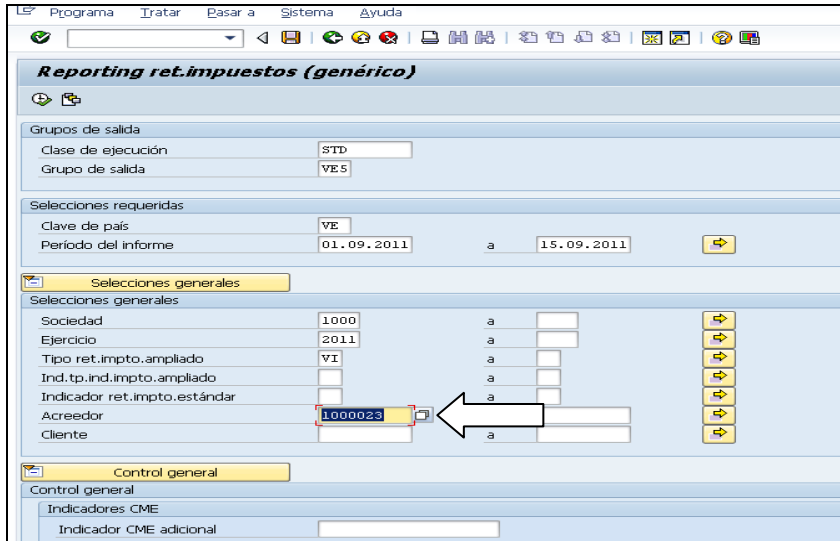 Programa Tratar Pasar a Sistema Ayuda
Reporting ret.impuestos (genérico)
Grupos de salida
Clase de ejecución STD
Grupo de salida VE5
Selecciones requeridas
Clave de país VE
Período del informe 01.09.2011 a 15.09.2011
Selecciones generales
Selecciones generales
Sociedad 1000 a
Ejercicio 2011 a
Tipo ret.impto.ampliado VI a
Ind.tp.ind.impto.ampliado a
Indicador ret.impto.estándar a
Acreedor 1000023
Cliente a
Control general
Control general
Indicadores CME
Indicador CME adicional